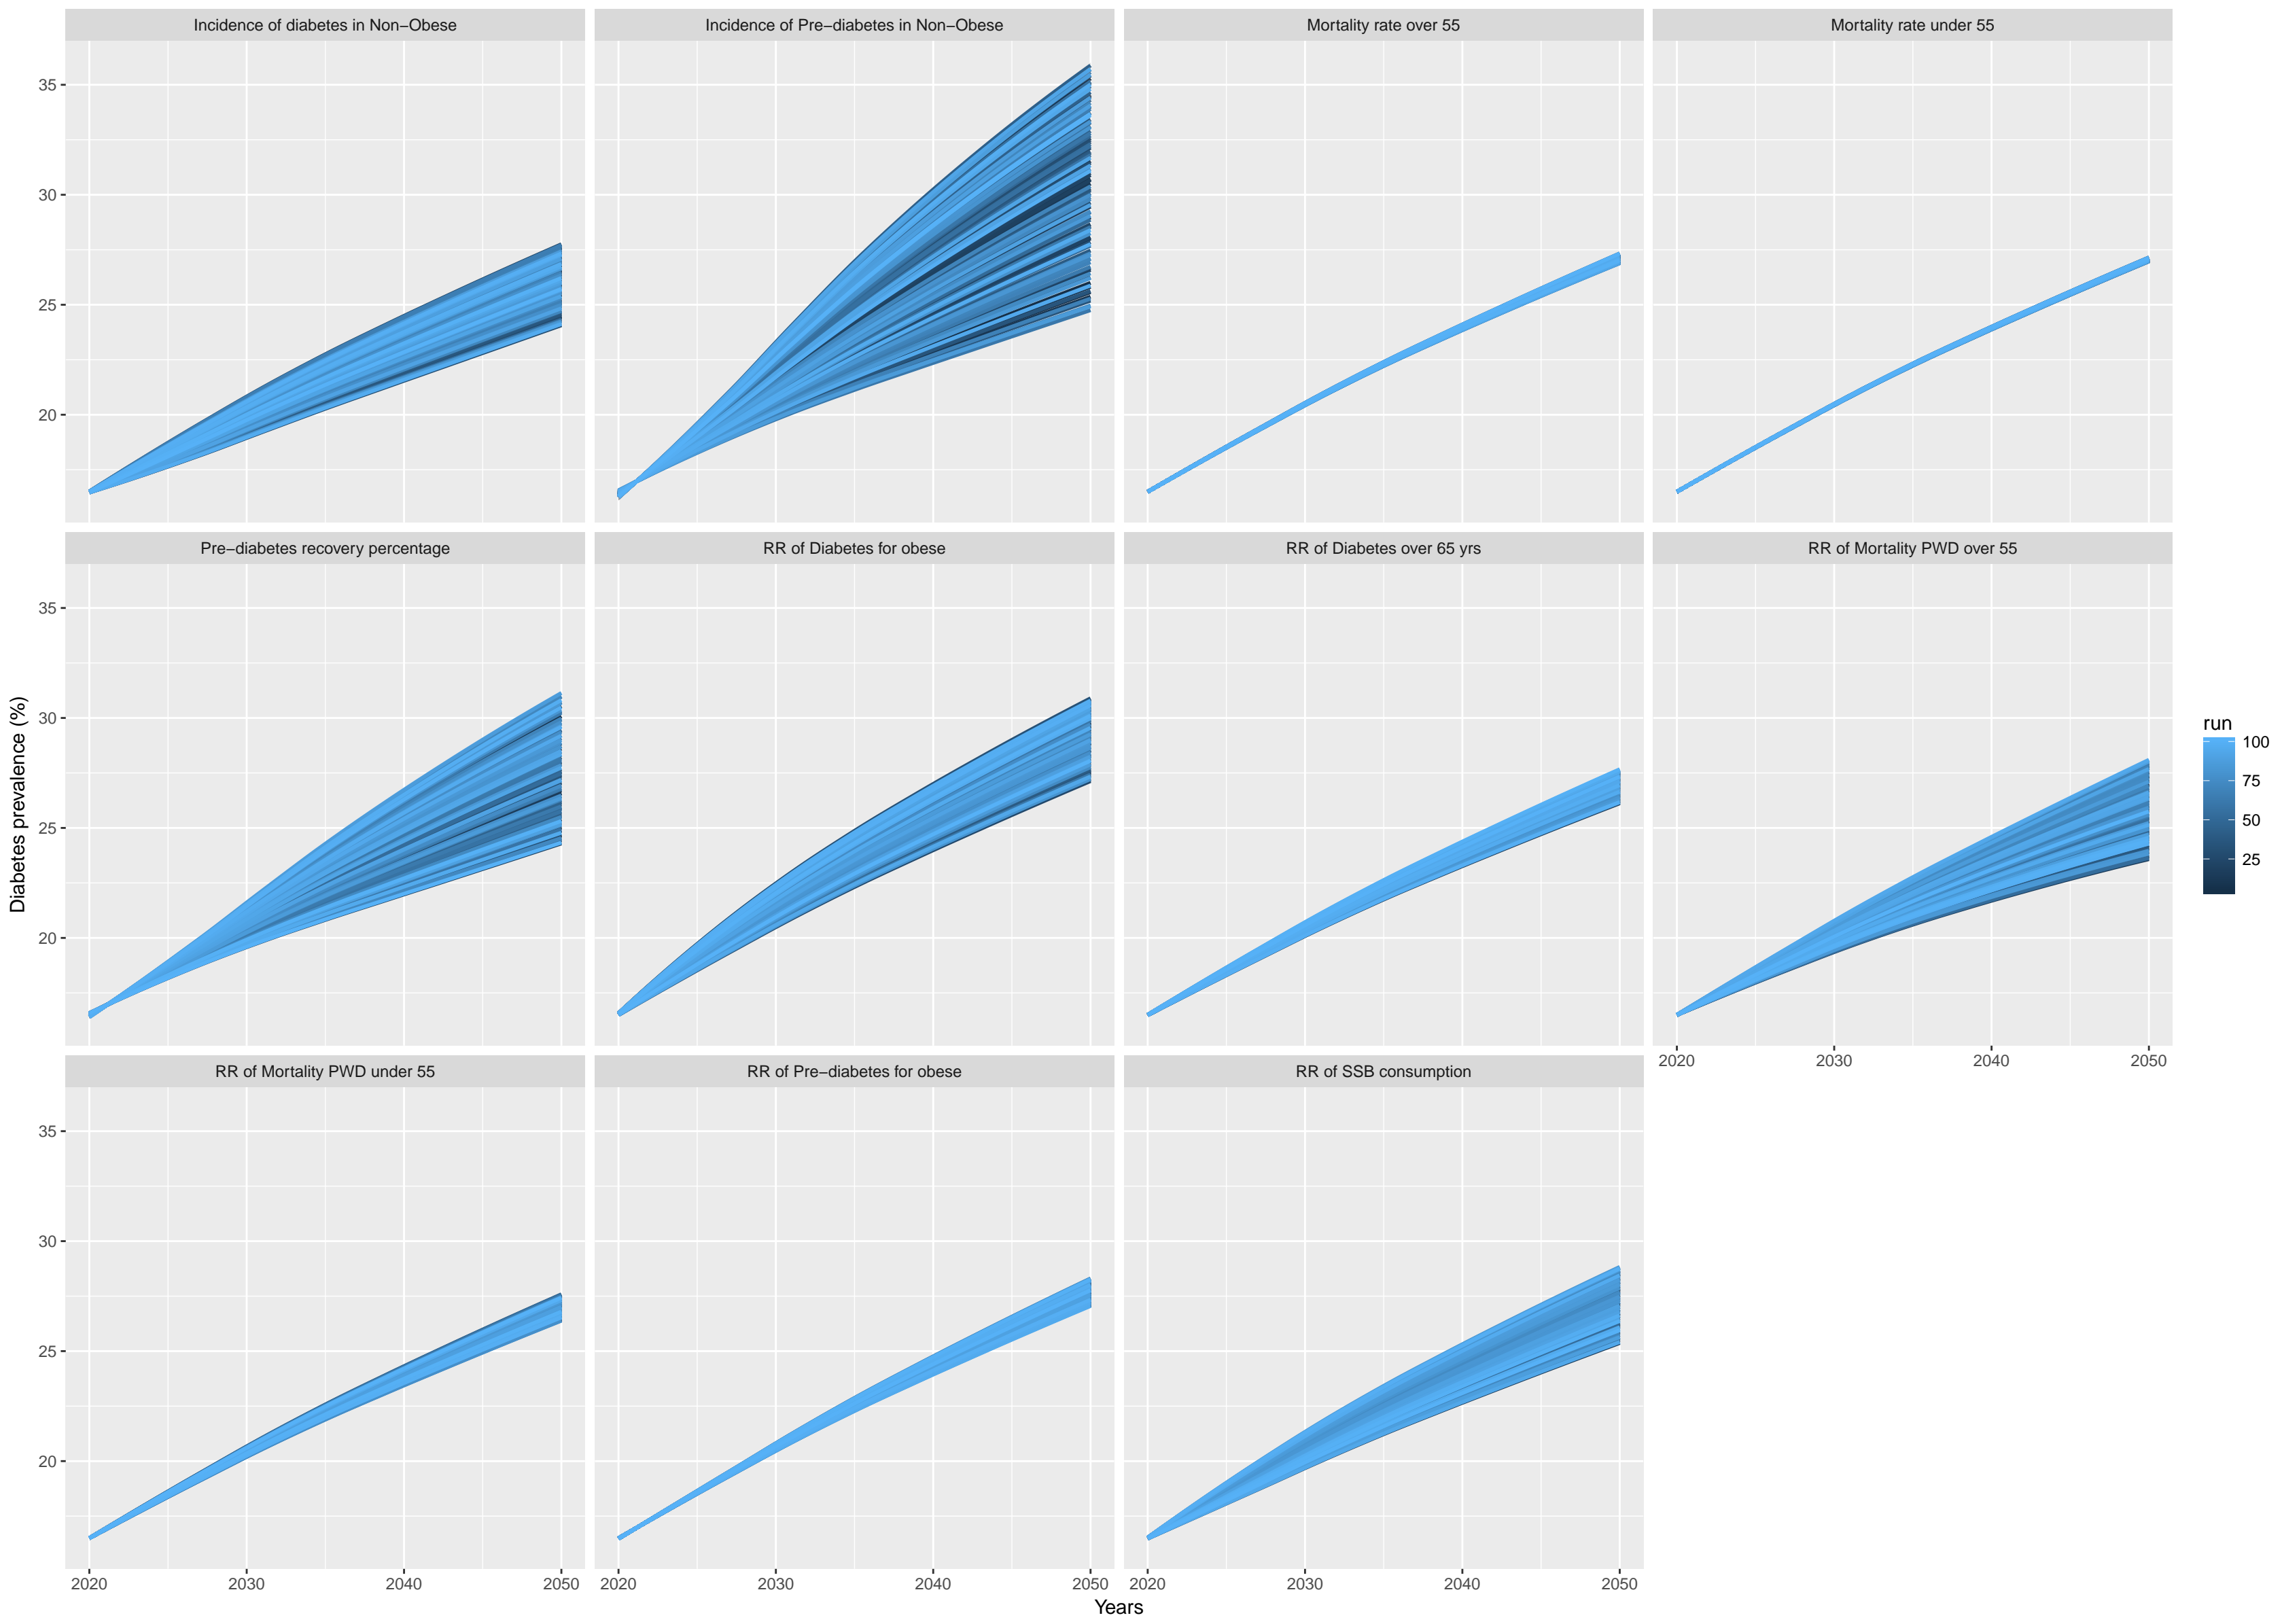 Incidence of diabetes in Non−Obese
Incidence of Pre−diabetes in Non−Obese
Mortality rate over 55
Mortality rate under 55
35
30
25
20
Pre−diabetes recovery percentage
RR of Diabetes for obese
RR of Diabetes over 65 yrs
RR of Mortality PWD over 55
35
30
25
20
2020 2030 2040 2050
Diabetes prevalence (%)
run
100
75
50
25
RR of Mortality PWD under 55
RR of Pre−diabetes for obese
RR of SSB consumption
35
30
25
20
2020 2030 2040 2050
2020 2030 2040 2050
2020 2030 2040 2050
Years